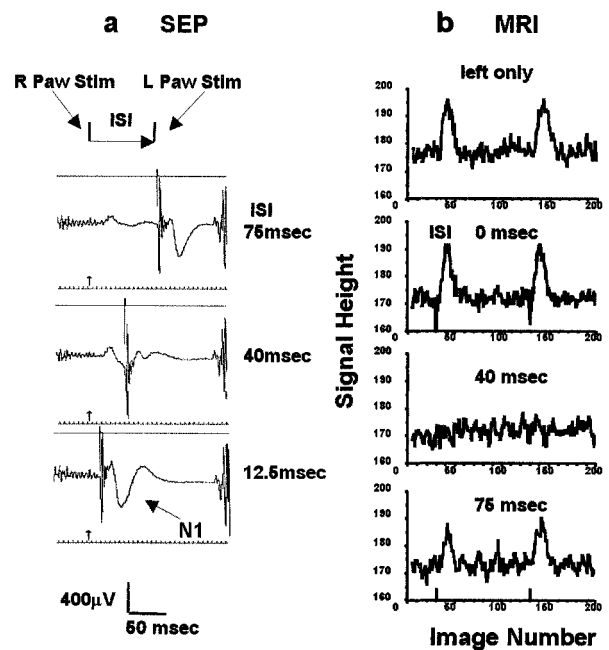 a SEP
R Paw Stim L Paw Stim
ISI
ISI
75msec
40msec
12.5msec
N1
400µV
50 msec
b MRI
left only
200
190
180
170
160
0 50 100 150 200
ISI 0 msec
200
190
180
170
160
0 50 100 150 200
40 msec
200
190
180
170
160
0 50 100 150 200
75 msec
200
190
180
170
160
0 50 100 150 200
Signal Height
Image Number